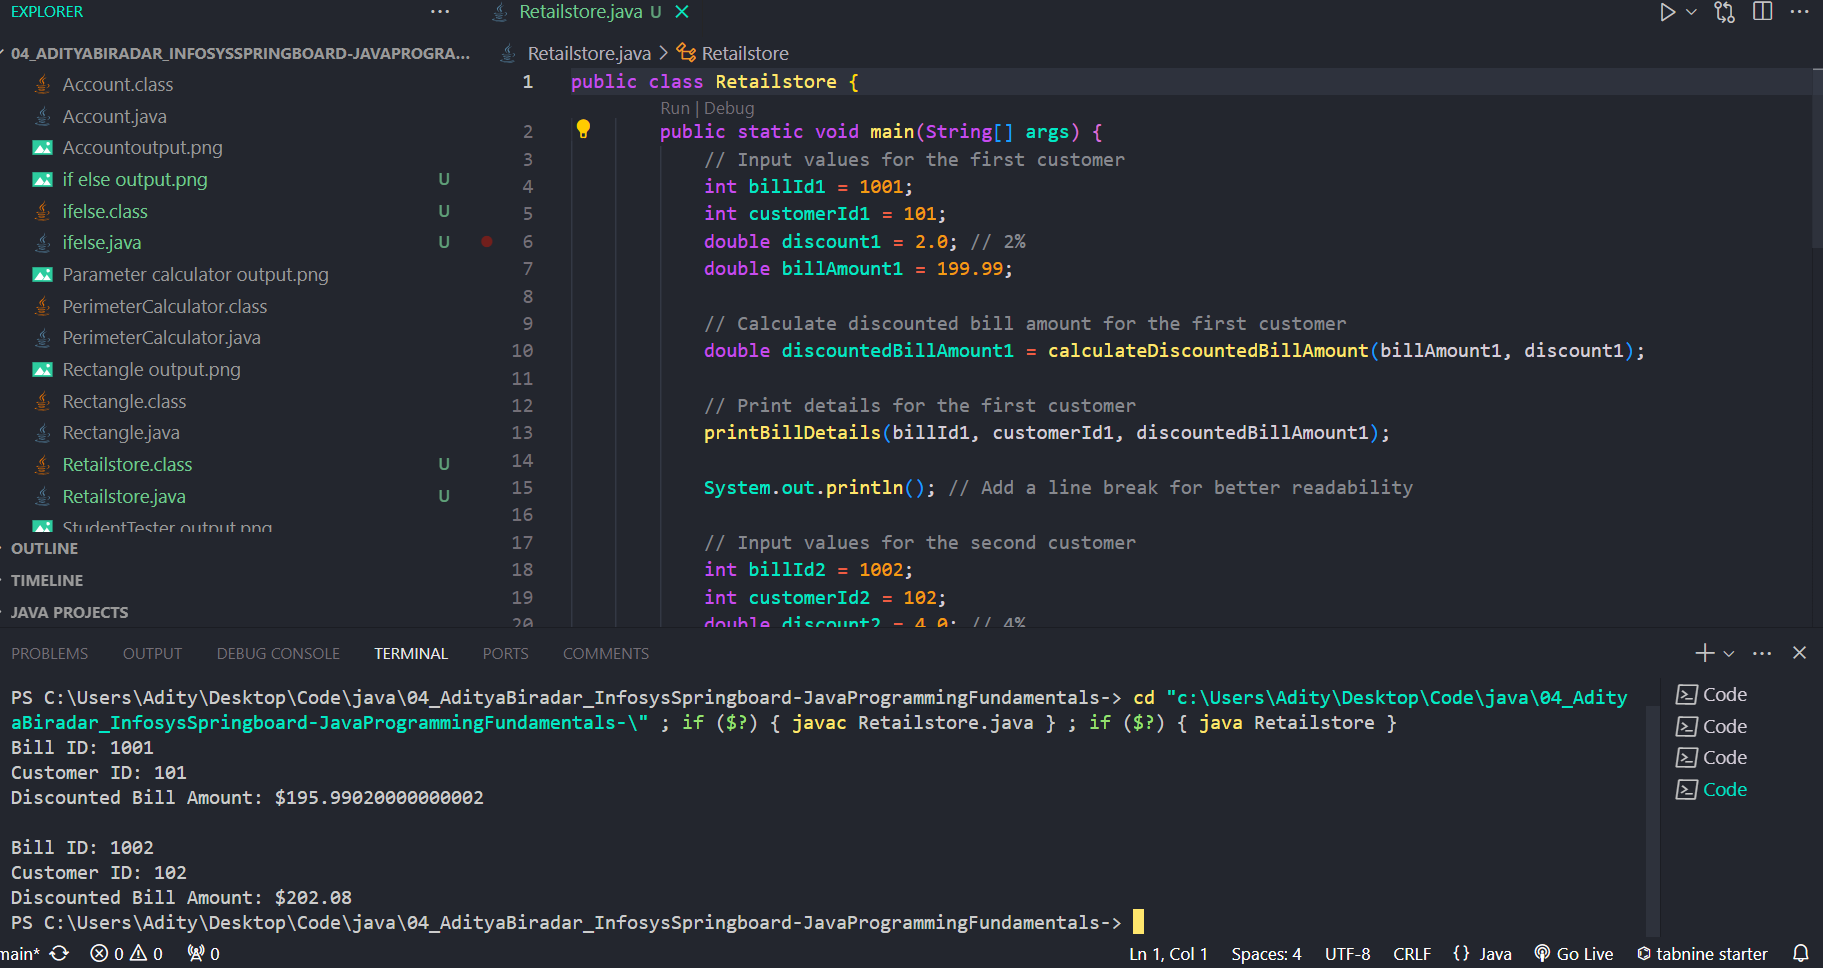 EXPLORER
Retailstore.java U
04_ADITYABIRADAR_INFOSYSSPRINGBOARD-JAVAPROGRA...
Retailstore.java > Retailstore
Account.class
Account.java
Accountoutput.png
if else output.png U
ifelse.class U
ifelse.java U
Parameter calculator output.png
PerimeterCalculator.class
PerimeterCalculator.java
Rectangle output.png
Rectangle.class
Rectangle.java
Retailstore.class U
Retailstore.java U
StudentTester output.png
OUTLINE
TIMELINE
JAVA PROJECTS
1 public class Retailstore {
Run | Debug
2 public static void main(String[] args) {
3 // Input values for the first customer
4 int billId1 = 1001;
5 int customerId1 = 101;
6 double discount1 = 2.0; // 2%
7 double billAmount1 = 199.99;
8
9 // Calculate discounted bill amount for the first customer
10 double discountedBillAmount1 = calculateDiscountedBillAmount(billAmount1, discount1);
11
12 // Print details for the first customer
13 printBillDetails(billId1, customerId1, discountedBillAmount1);
14
15 System.out.println(); // Add a line break for better readability
16
17 // Input values for the second customer
18 int billId2 = 1002;
19 int customerId2 = 102;
20 double discount2 = 4.0; // 4%
PROBLEMS OUTPUT DEBUG CONSOLE TERMINAL PORTS COMMENTS
PS C:\Users\Adity\Desktop\Code\java\04_AdityaBiradar_InfosysSpringboard-JavaProgrammingFundamentals-> cd "c:\Users\Adity\Desktop\Code\java\04_Adity
aBiradar_InfosysSpringboard-JavaProgrammingFundamentals-\" ; if ($?) { javac Retailstore.java } ; if ($?) { java Retailstore }
Bill ID: 1001
Customer ID: 101
Discounted Bill Amount: $195.99020000000002
Bill ID: 1002
Customer ID: 102
Discounted Bill Amount: $202.08
PS C:\Users\Adity\Desktop\Code\java\04_AdityaBiradar_InfosysSpringboard-JavaProgrammingFundamentals->
Code
Code
Code
Code
main* 0 0 0 Ln 1, Col 1 Spaces: 4 UTF-8 CRLF {} Java Go Live tabnine starter